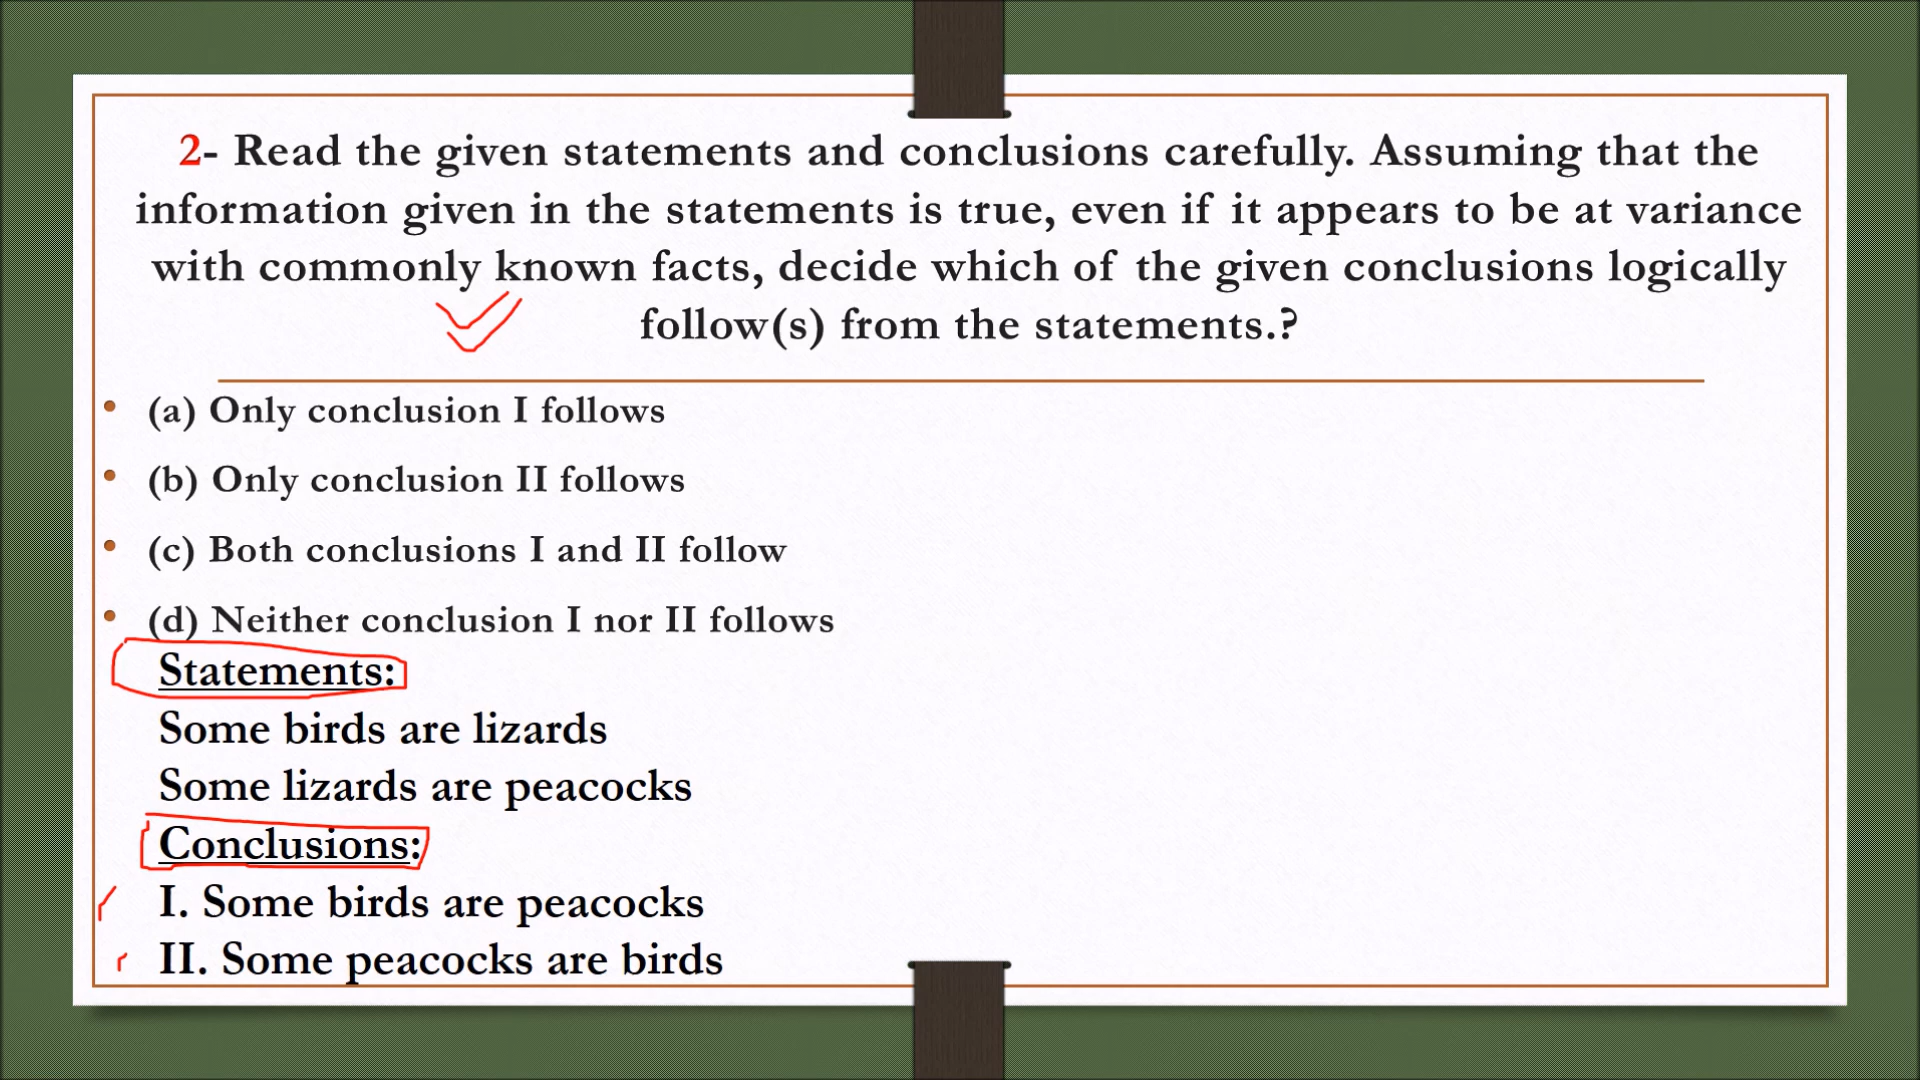 2- Read the given statements and conclusions carefully. Assuming that the
information given in the statements is true, even if it appears to be at variance
with commonly known facts, decide which of the given conclusions logically
follow(s) from the statements.?
• (a) Only conclusion I follows
• (b) Only conclusion II follows
• (c) Both conclusions I and II follow
• (d) Neither conclusion I nor II follows
Statements:
Some birds are lizards
Some lizards are peacocks
Conclusions:
I. Some birds are peacocks
II. Some peacocks are birds